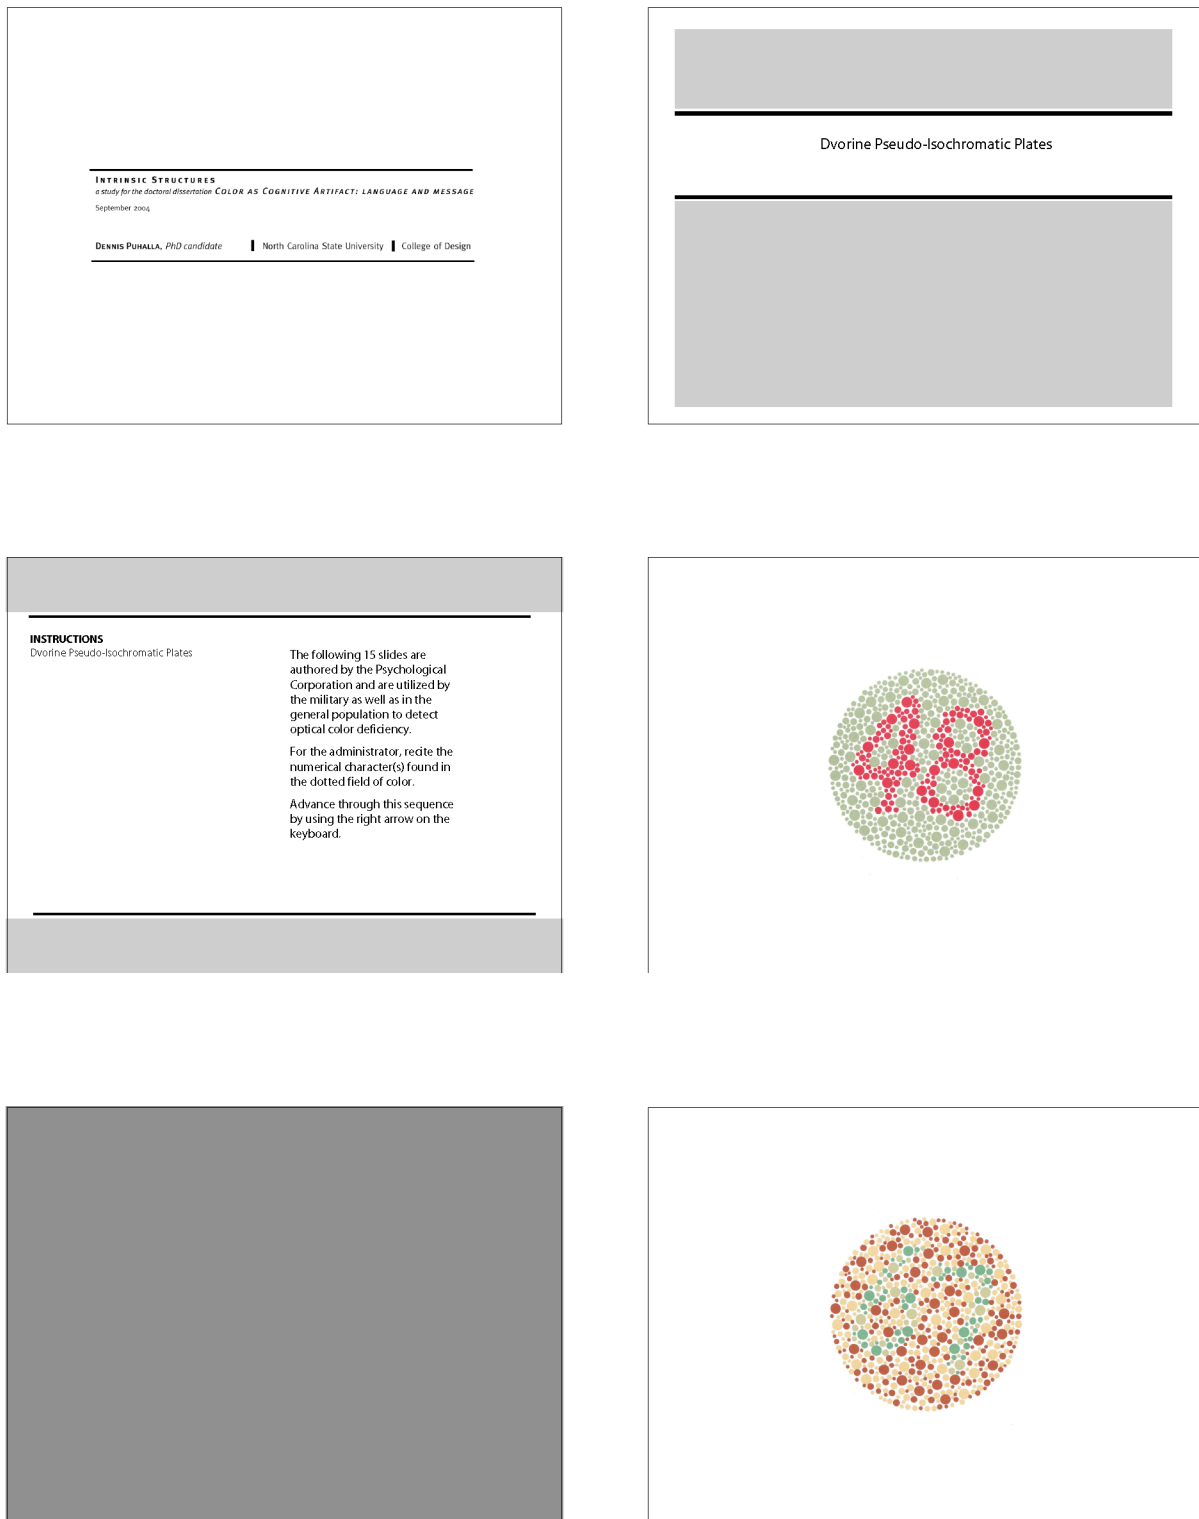 INTRINSIC STRUCTURES
a study for the doctoral dissertation COLOR AS COGNITIVE ARTIFACT: LANGUAGE AND MESSAGE
September 2004
DENNIS PUHALLA, PhD candidate | North Carolina State University | College of Design
Dvorine Pseudo-Isochromatic Plates
INSTRUCTIONS
Dvorine Pseudo-Isochromatic Plates
The following 15 slides are
authored by the Psychological
Corporation and are utilized by
the military as well as in the
general population to detect
optical color deficiency.
For the administrator, recite the
numerical character(s) found in
the dotted field of color.
Advance through this sequence
by using the right arrow on the
keyboard.
48